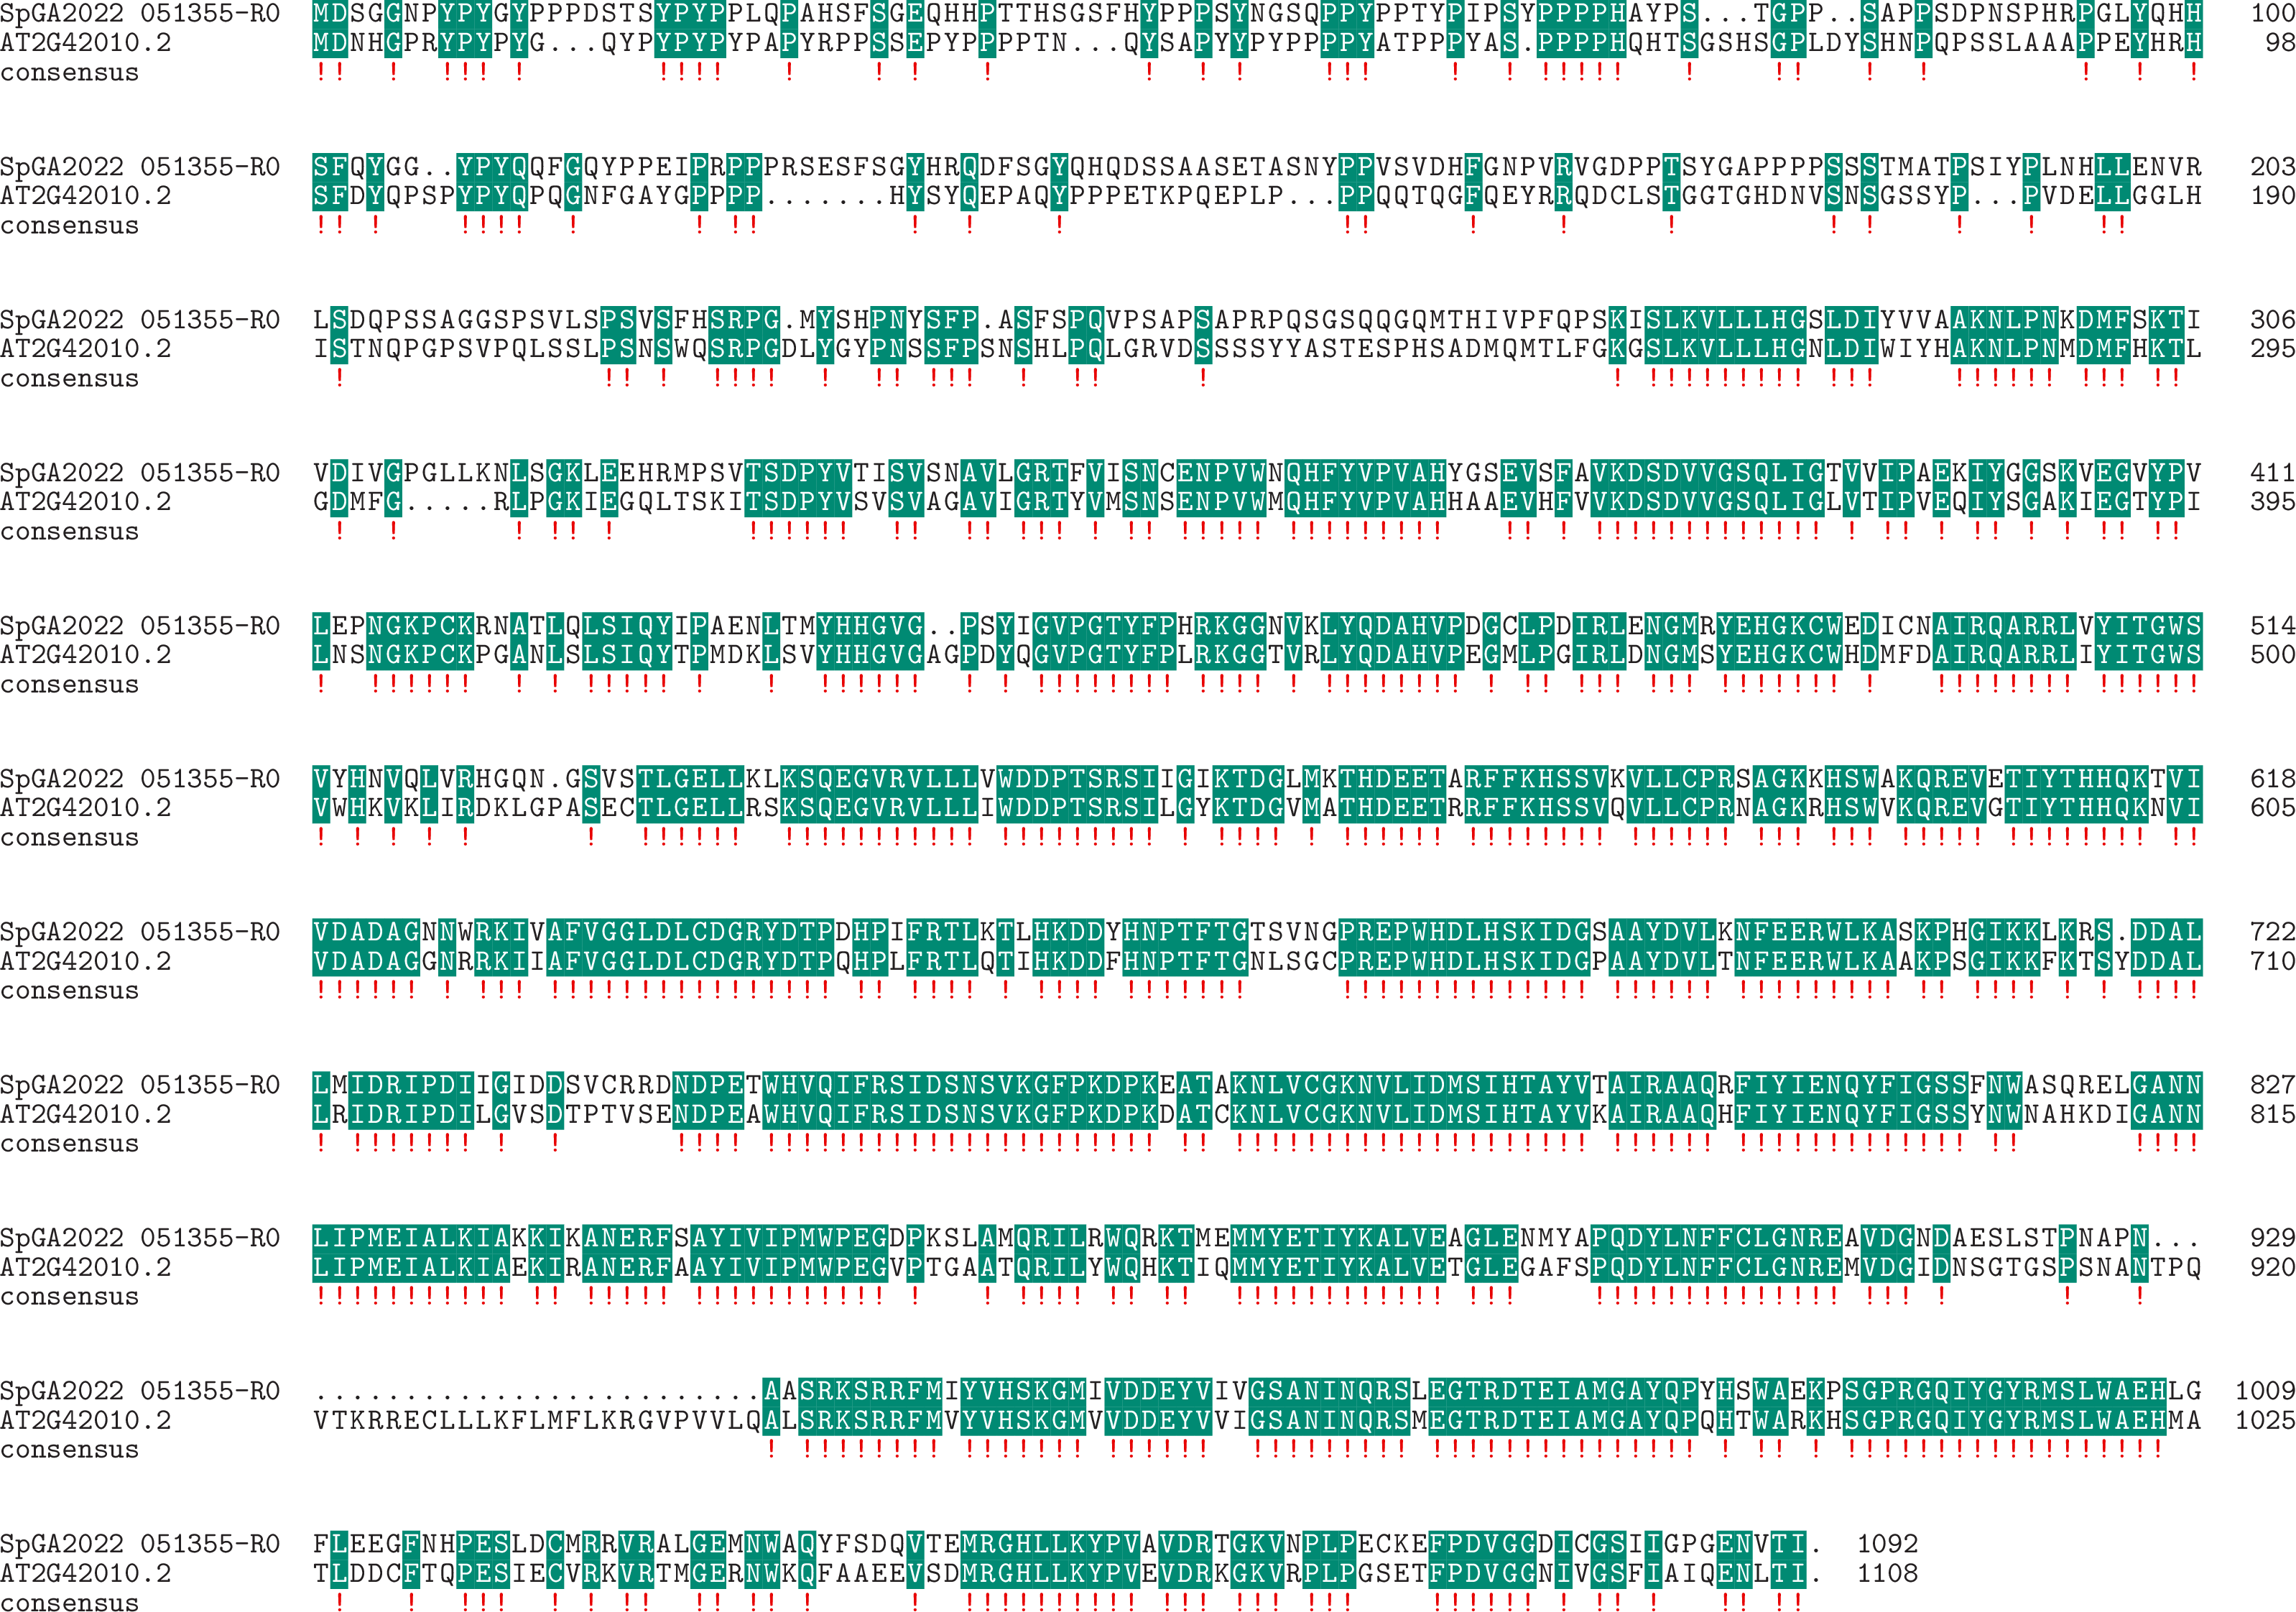 SpGA2022 051355-R0 MDSGGNPYPYGYPPPDSTSYPYPPLQPAHSFSGEQHHPTTHSGSFHYPPPSYNGSQPPYPPTYPIPSYPPPPHAYPS...TGPP..SAPPSDPNSPHRPGLYQHH 100
AT2G42010.2 MDNHGPRYPYPYG...QYPYPYPYPAPYRPPSSEPYPPPPTN...QYSAPYYPYPPPPYATPPPYAS.PPPPHQHTSGSHSGPLDYSHNPQPSSLAAAPPEYHRH 98
consensus !! ! !!! ! !!!! ! ! ! ! ! ! ! !!! ! ! !!!!! ! !! ! ! ! ! !
SpGA2022 051355-R0 SFQYGG..YPYQQFGQYPPEIPRPPPRSESFSGYHRQDFSGYQHQDSSAASETASNYPPVSVDHFGNPVRVGDPPTSYGAPPPPSSSTMATPSIYPLNHLLENVR 203
AT2G42010.2 SFDYQPSPYPYQPQGNFGAYGPPPP.......HYSYQEPAQYPPPETKPQEPLP...PPQQTQGFQEYRRQDCLSTGGTGHDNVSNSGSSYP...PVDELLGGLH 190
consensus !! ! !!!! ! ! !! ! ! ! !! ! ! ! ! ! ! ! !!
SpGA2022 051355-R0 LSDQPSSAGGSPSVLSPSVSFHSRPG.MYSHPNYSFP.ASFSPQVPSAPSAPRPQSGSQQGQMTHIVPFQPSKISLKVLLLHGSLDIYVVAAKNLPNKDMFSKTI 306
AT2G42010.2 ISTNQPGPSVPQLSSLPSNSWQSRPGDLYGYPNSSFPSNSHLPQLGRVDSSSSYYASTESPHSADMQMTLFGKGSLKVLLLHGNLDIWIYHAKNLPNMDMFHKTL 295
consensus ! !! ! !!!! ! !! !!! ! !! ! ! !!!!!!!!! !!! !!!!!! !!! !!
SpGA2022 051355-R0 VDIVGPGLLKNLSGKLEEHRMPSVTSDPYVTISVSNAVLGRTFVISNCENPVWNQHFYVPVAHYGSEVSFAVKDSDVVGSQLIGTVVIPAEKIYGGSKVEGVYPV 411
AT2G42010.2 GDMFG.....RLPGKIEGQLTSKITSDPYVSVSVAGAVIGRTYVMSNSENPVWMQHFYVPVAHHAAEVHFVVKDSDVVGSQLIGLVTIPVEQIYSGAKIEGTYPI 395
consensus ! ! ! !! ! !!!!!! !! !! !!! ! !! !!!!! !!!!!!!!! !! ! !!!!!!!!!!!!! ! !! ! !! ! ! !! !!
SpGA2022 051355-R0 LEPNGKPCKRNATLQLSIQYIPAENLTMYHHGVG..PSYIGVPGTYFPHRKGGNVKLYQDAHVPDGCLPDIRLENGMRYEHGKCWEDICNAIRQARRLVYITGWS 514
AT2G42010.2 LNSNGKPCKPGANLSLSIQYTPMDKLSVYHHGVGAGPDYQGVPGTYFPLRKGGTVRLYQDAHVPEGMLPGIRLDNGMSYEHGKCWHDMFDAIRQARRLIYITGWS 500
consensus ! !!!!!! ! ! !!!!! ! ! !!!!!! ! ! !!!!!!!! !!!! ! !!!!!!!! ! !! !!! !!! !!!!!!! ! !!!!!!!! !!!!!!
SpGA2022 051355-R0 VYHNVQLVRHGQN.GSVSTLGELLKLKSQEGVRVLLLVWDDPTSRSIIGIKTDGLMKTHDEETARFFKHSSVKVLLCPRSAGKKHSWAKQREVETIYTHHQKTVI 618
AT2G42010.2 VWHKVKLIRDKLGPASECTLGELLRSKSQEGVRVLLLIWDDPTSRSILGYKTDGVMATHDEETRRFFKHSSVQVLLCPRNAGKRHSWVKQREVGTIYTHHQKNVI 605
consensus ! ! ! ! ! ! !!!!!! !!!!!!!!!!! !!!!!!!!! ! !!!! ! !!!!!! !!!!!!!! !!!!!! !!! !!! !!!!! !!!!!!!! !!
SpGA2022 051355-R0 VDADAGNNWRKIVAFVGGLDLCDGRYDTPDHPIFRTLKTLHKDDYHNPTFTGTSVNGPREPWHDLHSKIDGSAAYDVLKNFEERWLKASKPHGIKKLKRS.DDAL 722
AT2G42010.2 VDADAGGNRRKIIAFVGGLDLCDGRYDTPQHPLFRTLQTIHKDDFHNPTFTGNLSGCPREPWHDLHSKIDGPAAYDVLTNFEERWLKAAKPSGIKKFKTSYDDAL 710
consensus !!!!!! ! !!! !!!!!!!!!!!!!!!! !! !!!! ! !!!! !!!!!!! !!!!!!!!!!!!!! !!!!!! !!!!!!!!! !! !!!! ! ! !!!!
SpGA2022 051355-R0 LMIDRIPDIIGIDDSVCRRDNDPETWHVQIFRSIDSNSVKGFPKDPKEATAKNLVCGKNVLIDMSIHTAYVTAIRAAQRFIYIENQYFIGSSFNWASQRELGANN 827
AT2G42010.2 LRIDRIPDILGVSDTPTVSENDPEAWHVQIFRSIDSNSVKGFPKDPKDATCKNLVCGKNVLIDMSIHTAYVKAIRAAQHFIYIENQYFIGSSYNWNAHKDIGANN 815
consensus ! !!!!!!! ! ! !!!! !!!!!!!!!!!!!!!!!!!!!! !! !!!!!!!!!!!!!!!!!!!! !!!!!! !!!!!!!!!!!!! !! !!!!
SpGA2022 051355-R0 LIPMEIALKIAKKIKANERFSAYIVIPMWPEGDPKSLAMQRILRWQRKTMEMMYETIYKALVEAGLENMYAPQDYLNFFCLGNREAVDGNDAESLSTPNAPN... 929
AT2G42010.2 LIPMEIALKIAEKIRANERFAAYIVIPMWPEGVPTGAATQRILYWQHKTIQMMYETIYKALVETGLEGAFSPQDYLNFFCLGNREMVDGIDNSGTGSPSNANTPQ 920
consensus !!!!!!!!!!! !! !!!!! !!!!!!!!!!! ! ! !!!! !! !! !!!!!!!!!!!! !!! !!!!!!!!!!!!!! !!! ! ! !
SpGA2022 051355-R0 .........................AASRKSRRFMIYVHSKGMIVDDEYVIVGSANINQRSLEGTRDTEIAMGAYQPYHSWAEKPSGPRGQIYGYRMSLWAEHLG 1009
AT2G42010.2 VTKRRECLLLKFLMFLKRGVPVVLQALSRKSRRFMVYVHSKGMVVDDEYVVIGSANINQRSMEGTRDTEIAMGAYQPQHTWARKHSGPRGQIYGYRMSLWAEHMA 1025
consensus ! !!!!!!!! !!!!!!! !!!!!! !!!!!!!!! !!!!!!!!!!!!!!! ! !! ! !!!!!!!!!!!!!!!!!!
SpGA2022 051355-R0 FLEEGFNHPESLDCMRRVRALGEMNWAQYFSDQVTEMRGHLLKYPVAVDRTGKVNPLPECKEFPDVGGDICGSIIGPGENVTI. 1092
AT2G42010.2 TLDDCFTQPESIECVRKVRTMGERNWKQFAAEEVSDMRGHLLKYPVEVDRKGKVRPLPGSETFPDVGGNIVGSFIAIQENLTI. 1108
consensus ! ! !!! ! ! !! !! !! ! ! !!!!!!!!!! !!! !!! !!! !!!!!! ! !! ! !! !!